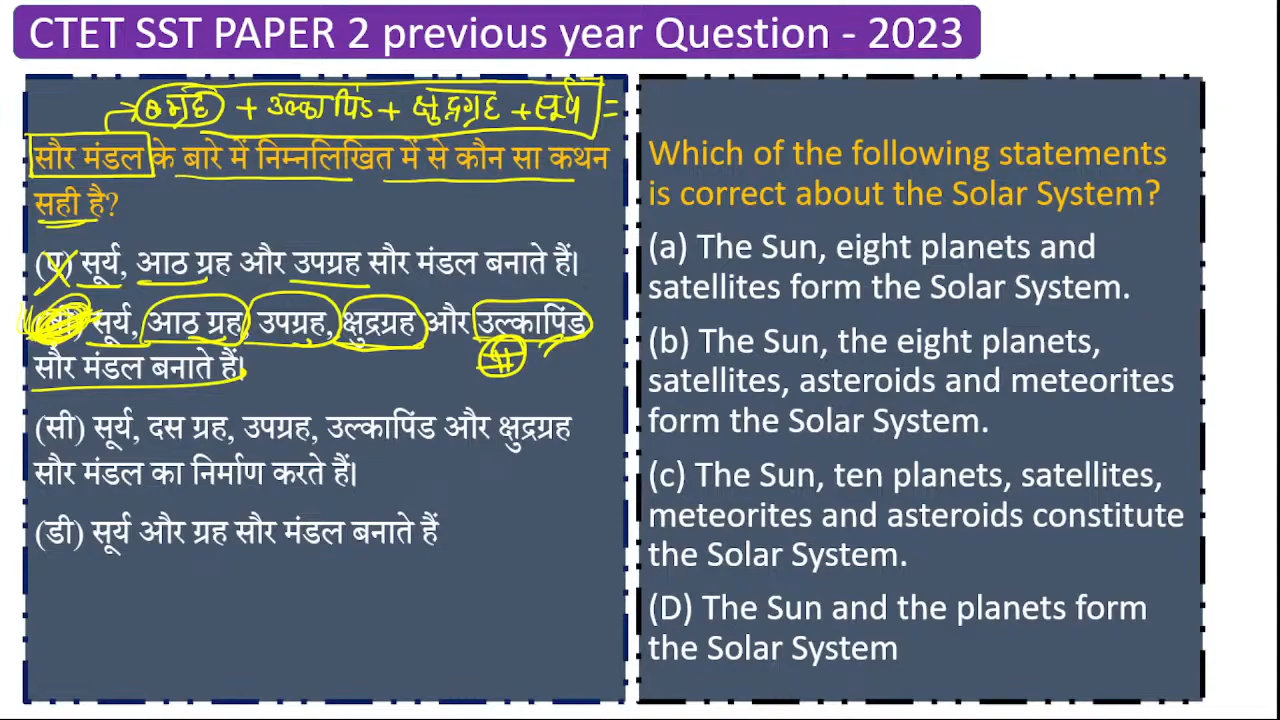 CTET SST PAPER 2 previous year Question - 2023
8 ग्रह + उल्कापिंड + क्षुद्रग्रह + सूर्य =
सौर मंडल के बारे में निम्नलिखित में से कौन सा कथन
सही है?
(ए) सूर्य, आठ ग्रह और उपग्रह सौर मंडल बनाते हैं।
सूर्य, आठ ग्रह, उपग्रह, क्षुद्रग्रह और उल्कापिंड
सौर मंडल बनाते हैं।
(सी) सूर्य, दस ग्रह, उपग्रह, उल्कापिंड और क्षुद्रग्रह
सौर मंडल का निर्माण करते हैं।
(डी) सूर्य और ग्रह सौर मंडल बनाते हैं
Which of the following statements
is correct about the Solar System?
(a) The Sun, eight planets and
satellites form the Solar System.
(b) The Sun, the eight planets,
satellites, asteroids and meteorites
form the Solar System.
(c) The Sun, ten planets, satellites,
meteorites and asteroids constitute
the Solar System.
(D) The Sun and the planets form
the Solar System